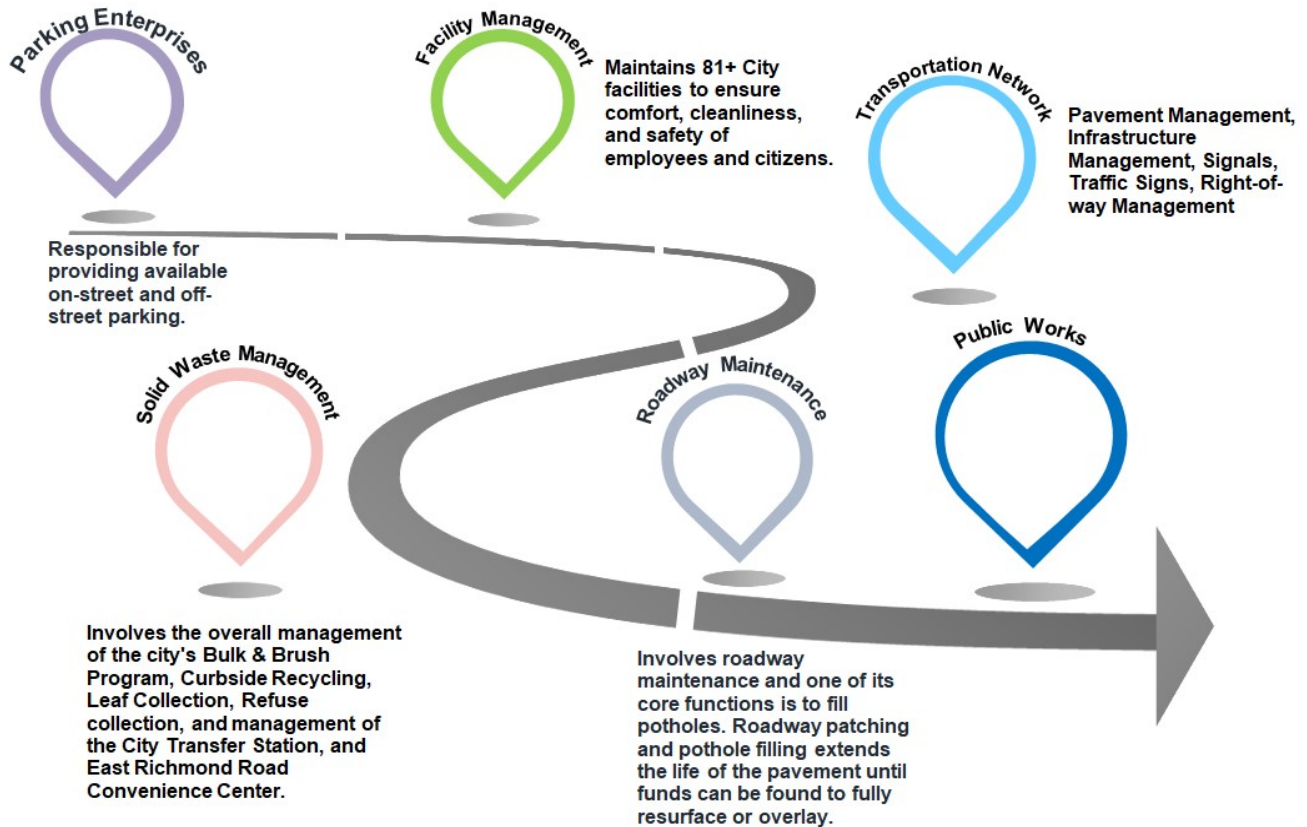 Parking Enterprises
Responsible for
providing available
on-street and off-
street parking.
Facility Management
Maintains 81+ City
facilities to ensure
comfort, cleanliness,
and safety of
employees and citizens.
Transportation Network
Pavement Management,
Infrastructure
Management, Signals,
Traffic Signs, Right-of-
way Management
Solid Waste Management
Involves the overall management
of the city's Bulk & Brush
Program, Curbside Recycling,
Leaf Collection, Refuse
collection, and management of
the City Transfer Station, and
East Richmond Road
Convenience Center.
Roadway Maintenance
Involves roadway
maintenance and one of its
core functions is to fill
potholes. Roadway patching
and pothole filling extends
the life of the pavement until
funds can be found to fully
resurface or overlay.
Public Works